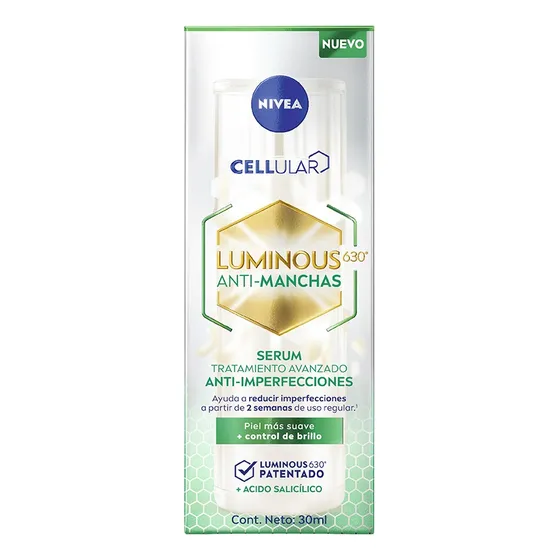 NUEVO
NIVEA
CELLULAR
LUMINOUS630®
ANTI-MANCHAS
SERUM
TRATAMIENTO AVANZADO
ANTI-IMPERFECCIONES
Ayuda a reducir imperfecciones
a partir de 2 semanas de uso regular.¹
Piel más suave
+ control de brillo
LUMINOUS630®
PATENTADO
+ ACIDO SALICÍLICO
Cont. Neto: 30ml